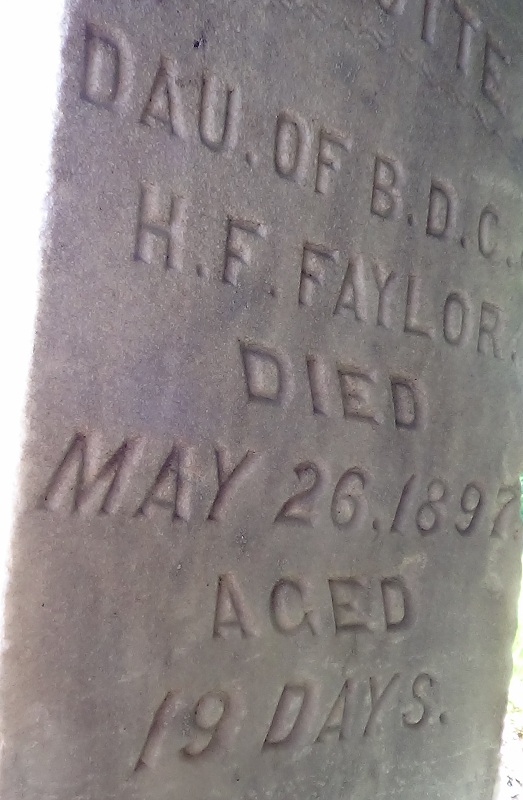 DAU. OF B.D.C.
H.F. FAYLOR.
DIED
MAY 26, 1897
AGED
19 DAYS.